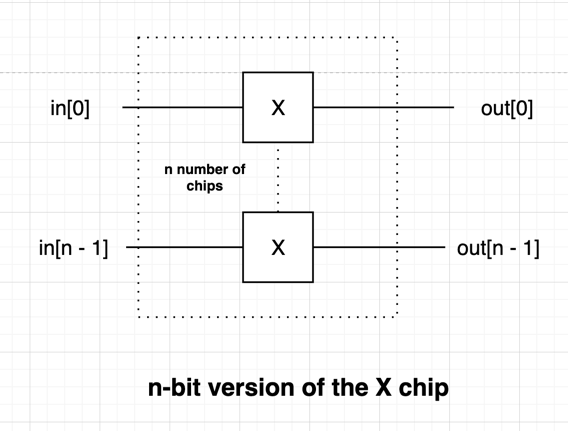 in[0]
X
out[0]
n number of
chips
in[n - 1]
X
out[n - 1]
n-bit version of the X chip